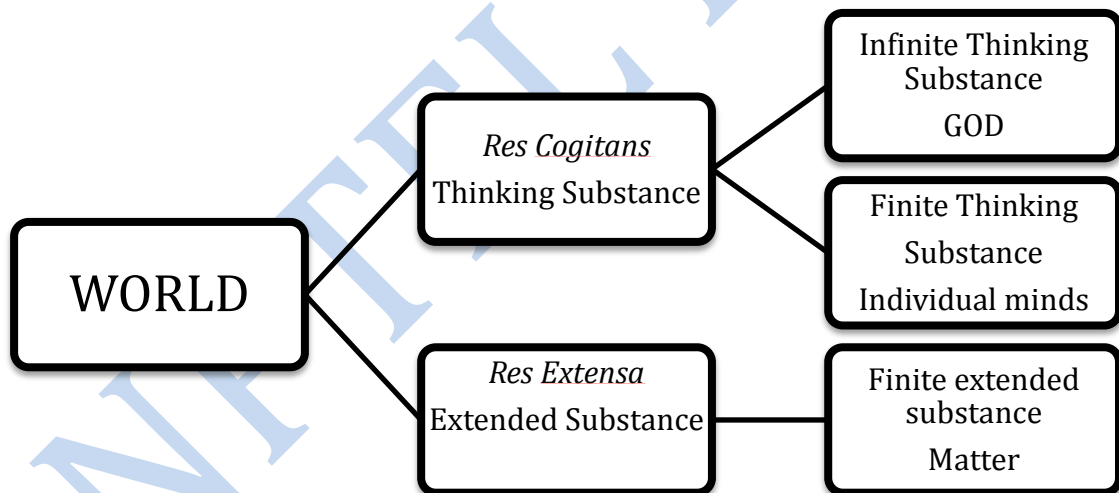 WORLD
Res Cogitans
Thinking Substance
Res Extensa
Extended Substance
Infinite Thinking
Substance
GOD
Finite Thinking
Substance
Individual minds
Finite extended
substance
Matter